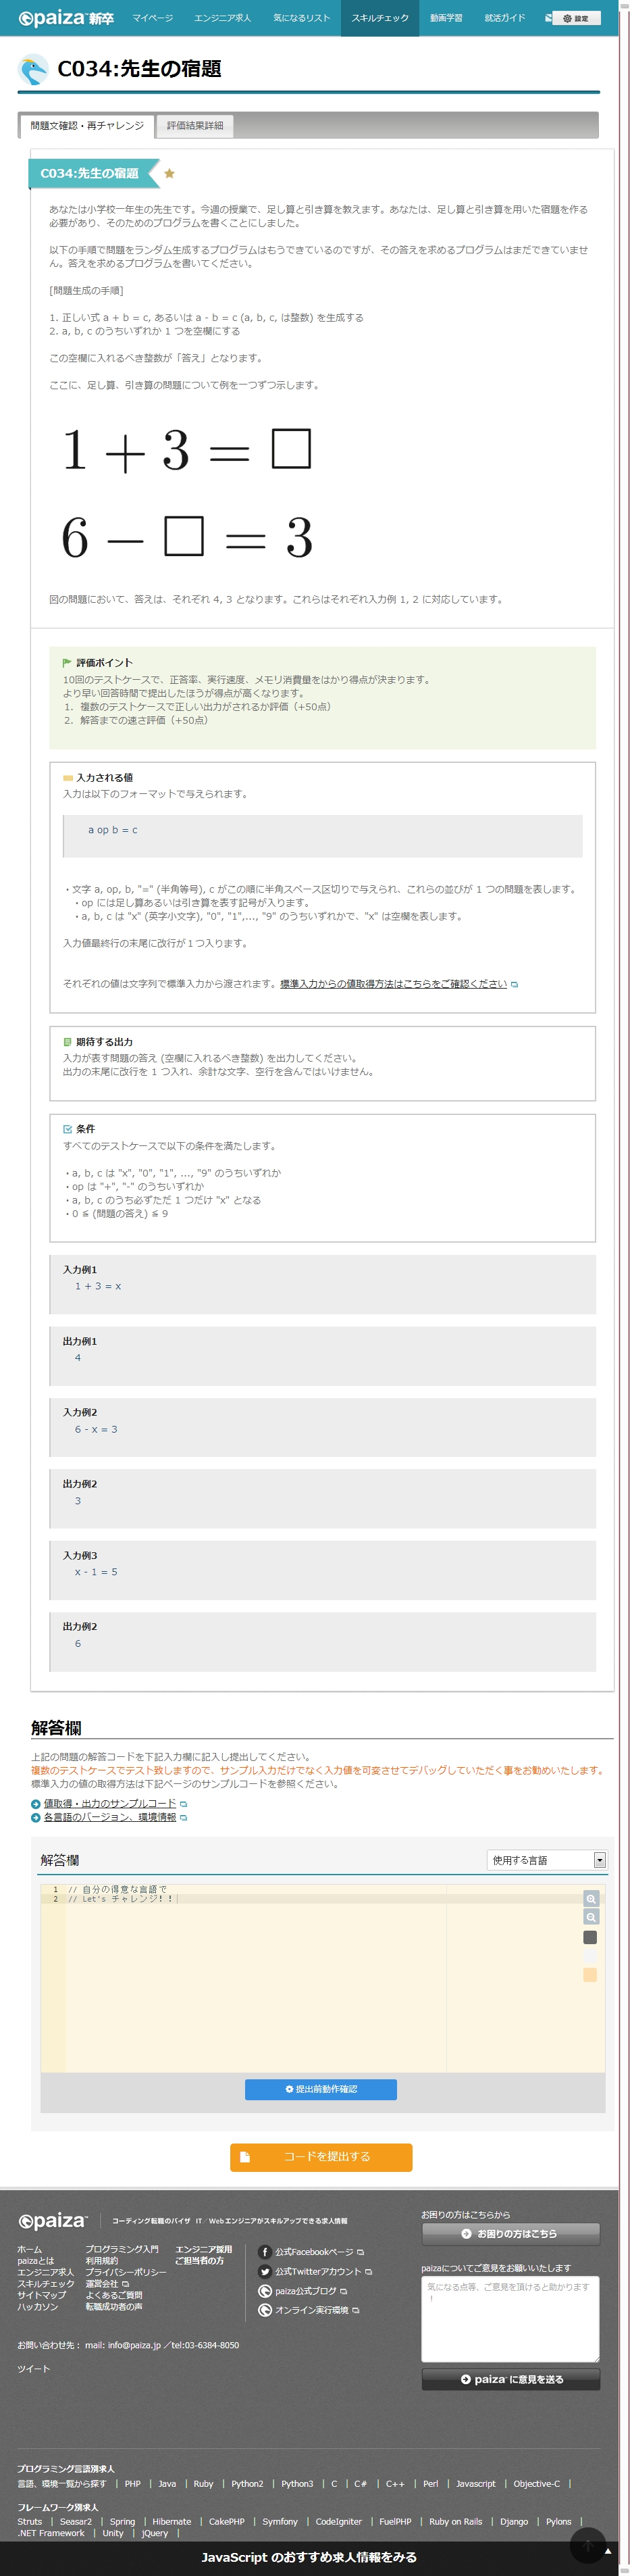 paiza 新卒 マイページ エンジニア求人 気になるリスト スキルチェック 動画学習 就活ガイド 設定
C034:先生の宿題
問題文確認・再チャレンジ 評価結果詳細
C034:先生の宿題
あなたは小学校一年生の先生です。今週の授業で、足し算と引き算を教えます。あなたは、足し算と引き算を用いた宿題を作る
必要があり、そのためのプログラムを書くことにしました。
以下の手順で問題をランダム生成するプログラムはもうできているのですが、その答えを求めるプログラムはまだできていませ
ん。答えを求めるプログラムを書いてください。
[問題生成の手順]
1. 正しい式 a + b = c, あるいは a - b = c (a, b, c, は整数) を生成する
2. a, b, c のうちいずれか 1 つを空欄にする
この空欄に入れるべき整数が「答え」となります。
ここに、足し算、引き算の問題について例を一つずつ示します。
1 + 3 = □
6 − □ = 3
図の問題において、答えは、それぞれ 4, 3 となります。これらはそれぞれ入力例 1, 2 に対応しています。
評価ポイント
10回のテストケースで、正答率、実行速度、メモリ消費量をはかり得点が決まります。
より早い回答時間で提出したほうが得点が高くなります。
1. 複数のテストケースで正しい出力がされるか評価（+50点）
2. 解答までの速さ評価（+50点）
入力される値
入力は以下のフォーマットで与えられます。
a op b = c
・文字 a, op, b, "=" (半角等号), c がこの順に半角スペース区切りで与えられ、これらの並びが 1 つの問題を表します。
・op には足し算あるいは引き算を表す記号が入ります。
・a, b, c は "x" (英字小文字), "0", "1",..., "9" のうちいずれかで、"x" は空欄を表します。
入力値最終行の末尾に改行が１つ入ります。
それぞれの値は文字列で標準入力から渡されます。標準入力からの値取得方法はこちらをご確認ください
期待する出力
入力が表す問題の答え (空欄に入れるべき整数) を出力してください。
出力の末尾に改行を 1 つ入れ、余計な文字、空行を含んではいけません。
条件
すべてのテストケースで以下の条件を満たします。
・a, b, c は "x", "0", "1", ..., "9" のうちいずれか
・op は "+", "-" のうちいずれか
・a, b, c のうち必ずただ 1 つだけ "x" となる
・0 ≦ (問題の答え) ≦ 9
入力例1
1 + 3 = x
出力例1
4
入力例2
6 - x = 3
出力例2
3
入力例3
x - 1 = 5
出力例2
6
解答欄
上記の問題の解答コードを下記入力欄に記入し提出してください。
複数のテストケースでテスト致しますので、サンプル入力だけでなく入力値を可変させてデバッグしていただく事をお勧めいたします。
標準入力の値の取得方法は下記ページのサンプルコードを参照ください。
値取得・出力のサンプルコード
各言語のバージョン、環境情報
解答欄 使用する言語
1 // 自分の得意な言語で
2 // Let's チャレンジ！！
提出前動作確認
コードを提出する
paiza コーディング転職のパイザ IT／Webエンジニアがスキルアップできる求人情報
お困りの方はこちらから
お困りの方はこちら
ホーム プログラミング入門 エンジニア採用
paizaとは 利用規約 ご担当者の方
エンジニア求人 プライバシーポリシー
スキルチェック 運営会社
サイトマップ よくあるご質問
ハッカソン 転職成功者の声
公式Facebookページ
公式Twitterアカウント
paiza公式ブログ
オンライン実行環境
paizaについてご意見をお願いいたします
気になる点等、ご意見を頂けると助かります
！
paiza に意見を送る
お問い合わせ先： mail: info@paiza.jp ／tel:03-6384-8050
ツイート
プログラミング言語別求人
言語、環境一覧から探す | PHP | Java | Ruby | Python2 | Python3 | C | C# | C++ | Perl | Javascript | Objective-C |
フレームワーク別求人
Struts | Seasar2 | Spring | Hibernate | CakePHP | Symfony | CodeIgniter | FuelPHP | Ruby on Rails | Django | Pylons |
.NET Framework | Unity | jQuery |
JavaScript のおすすめ求人情報をみる